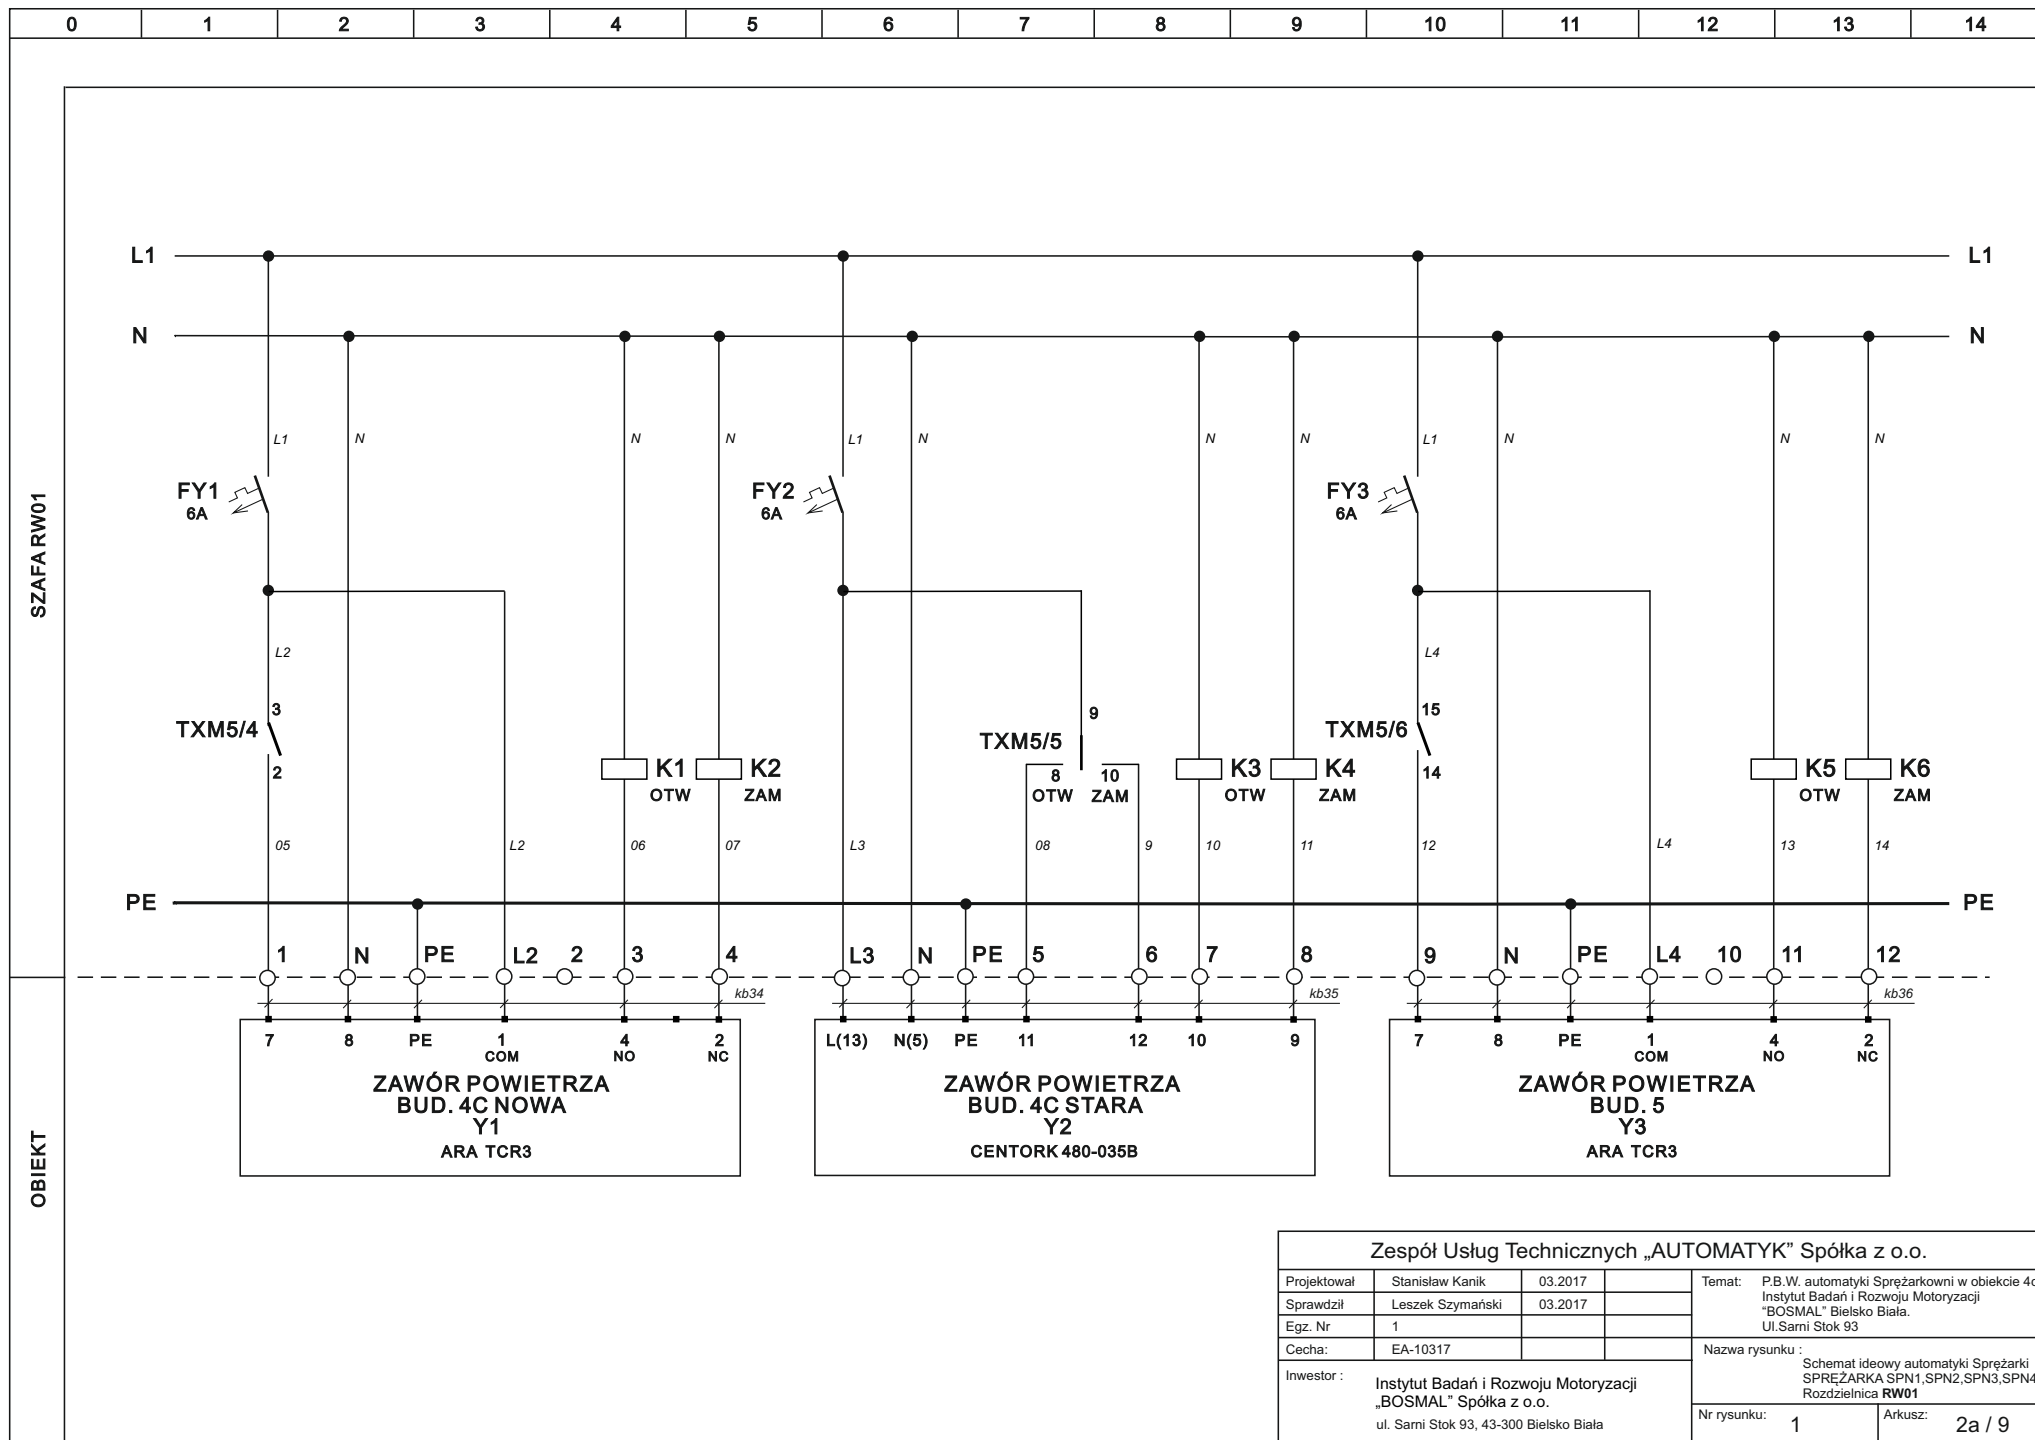 0 1 2 3 4 5 6 7 8 9 10 11 12 13 14
SZAFA RW01
OBIEKT
L1 L1
N N
L1 N N N L1 N N N L1 N N N
FY1 FY2 FY3
6A 6A 6A
L2 L4
3 9 15
TXM5/4 TXM5/5 TXM5/6
2 8 10 14
K1 K2 K3 K4 K5 K6
OTW ZAM OTW ZAM OTW ZAM OTW ZAM
05 L2 06 07 L3 08 9 10 11 12 L4 13 14
PE PE
1 N PE L2 2 3 4 L3 N PE 5 6 7 8 9 N PE L4 10 11 12
kb34 kb35 kb36
7 8 PE 1 4 2 L(13) N(5) PE 11 12 10 9 7 8 PE 1 4 2
COM NO NC COM NO NC
ZAWÓR POWIETRZA
BUD. 4C NOWA
Y1
ARA TCR3
ZAWÓR POWIETRZA
BUD. 4C STARA
Y2
CENTORK 480-035B
ZAWÓR POWIETRZA
BUD. 5
Y3
ARA TCR3
Zespół Usług Technicznych „AUTOMATYK” Spółka z o.o.
Projektował Stanisław Kanik 03.2017
Sprawdził Leszek Szymański 03.2017
Egz. Nr 1
Cecha: EA-10317
Inwestor :
Instytut Badań i Rozwoju Motoryzacji
„BOSMAL” Spółka z o.o.
ul. Sarni Stok 93, 43-300 Bielsko Biała
Temat: P.B.W. automatyki Sprężarkowni w obiekcie 4c
Instytut Badań i Rozwoju Motoryzacji
“BOSMAL” Bielsko Biała.
Ul.Sarni Stok 93
Nazwa rysunku :
Schemat ideowy automatyki Sprężarki
SPRĘŻARKA SPN1,SPN2,SPN3,SPN4
Rozdzielnica RW01
Nr rysunku: 1 Arkusz: 2a / 9